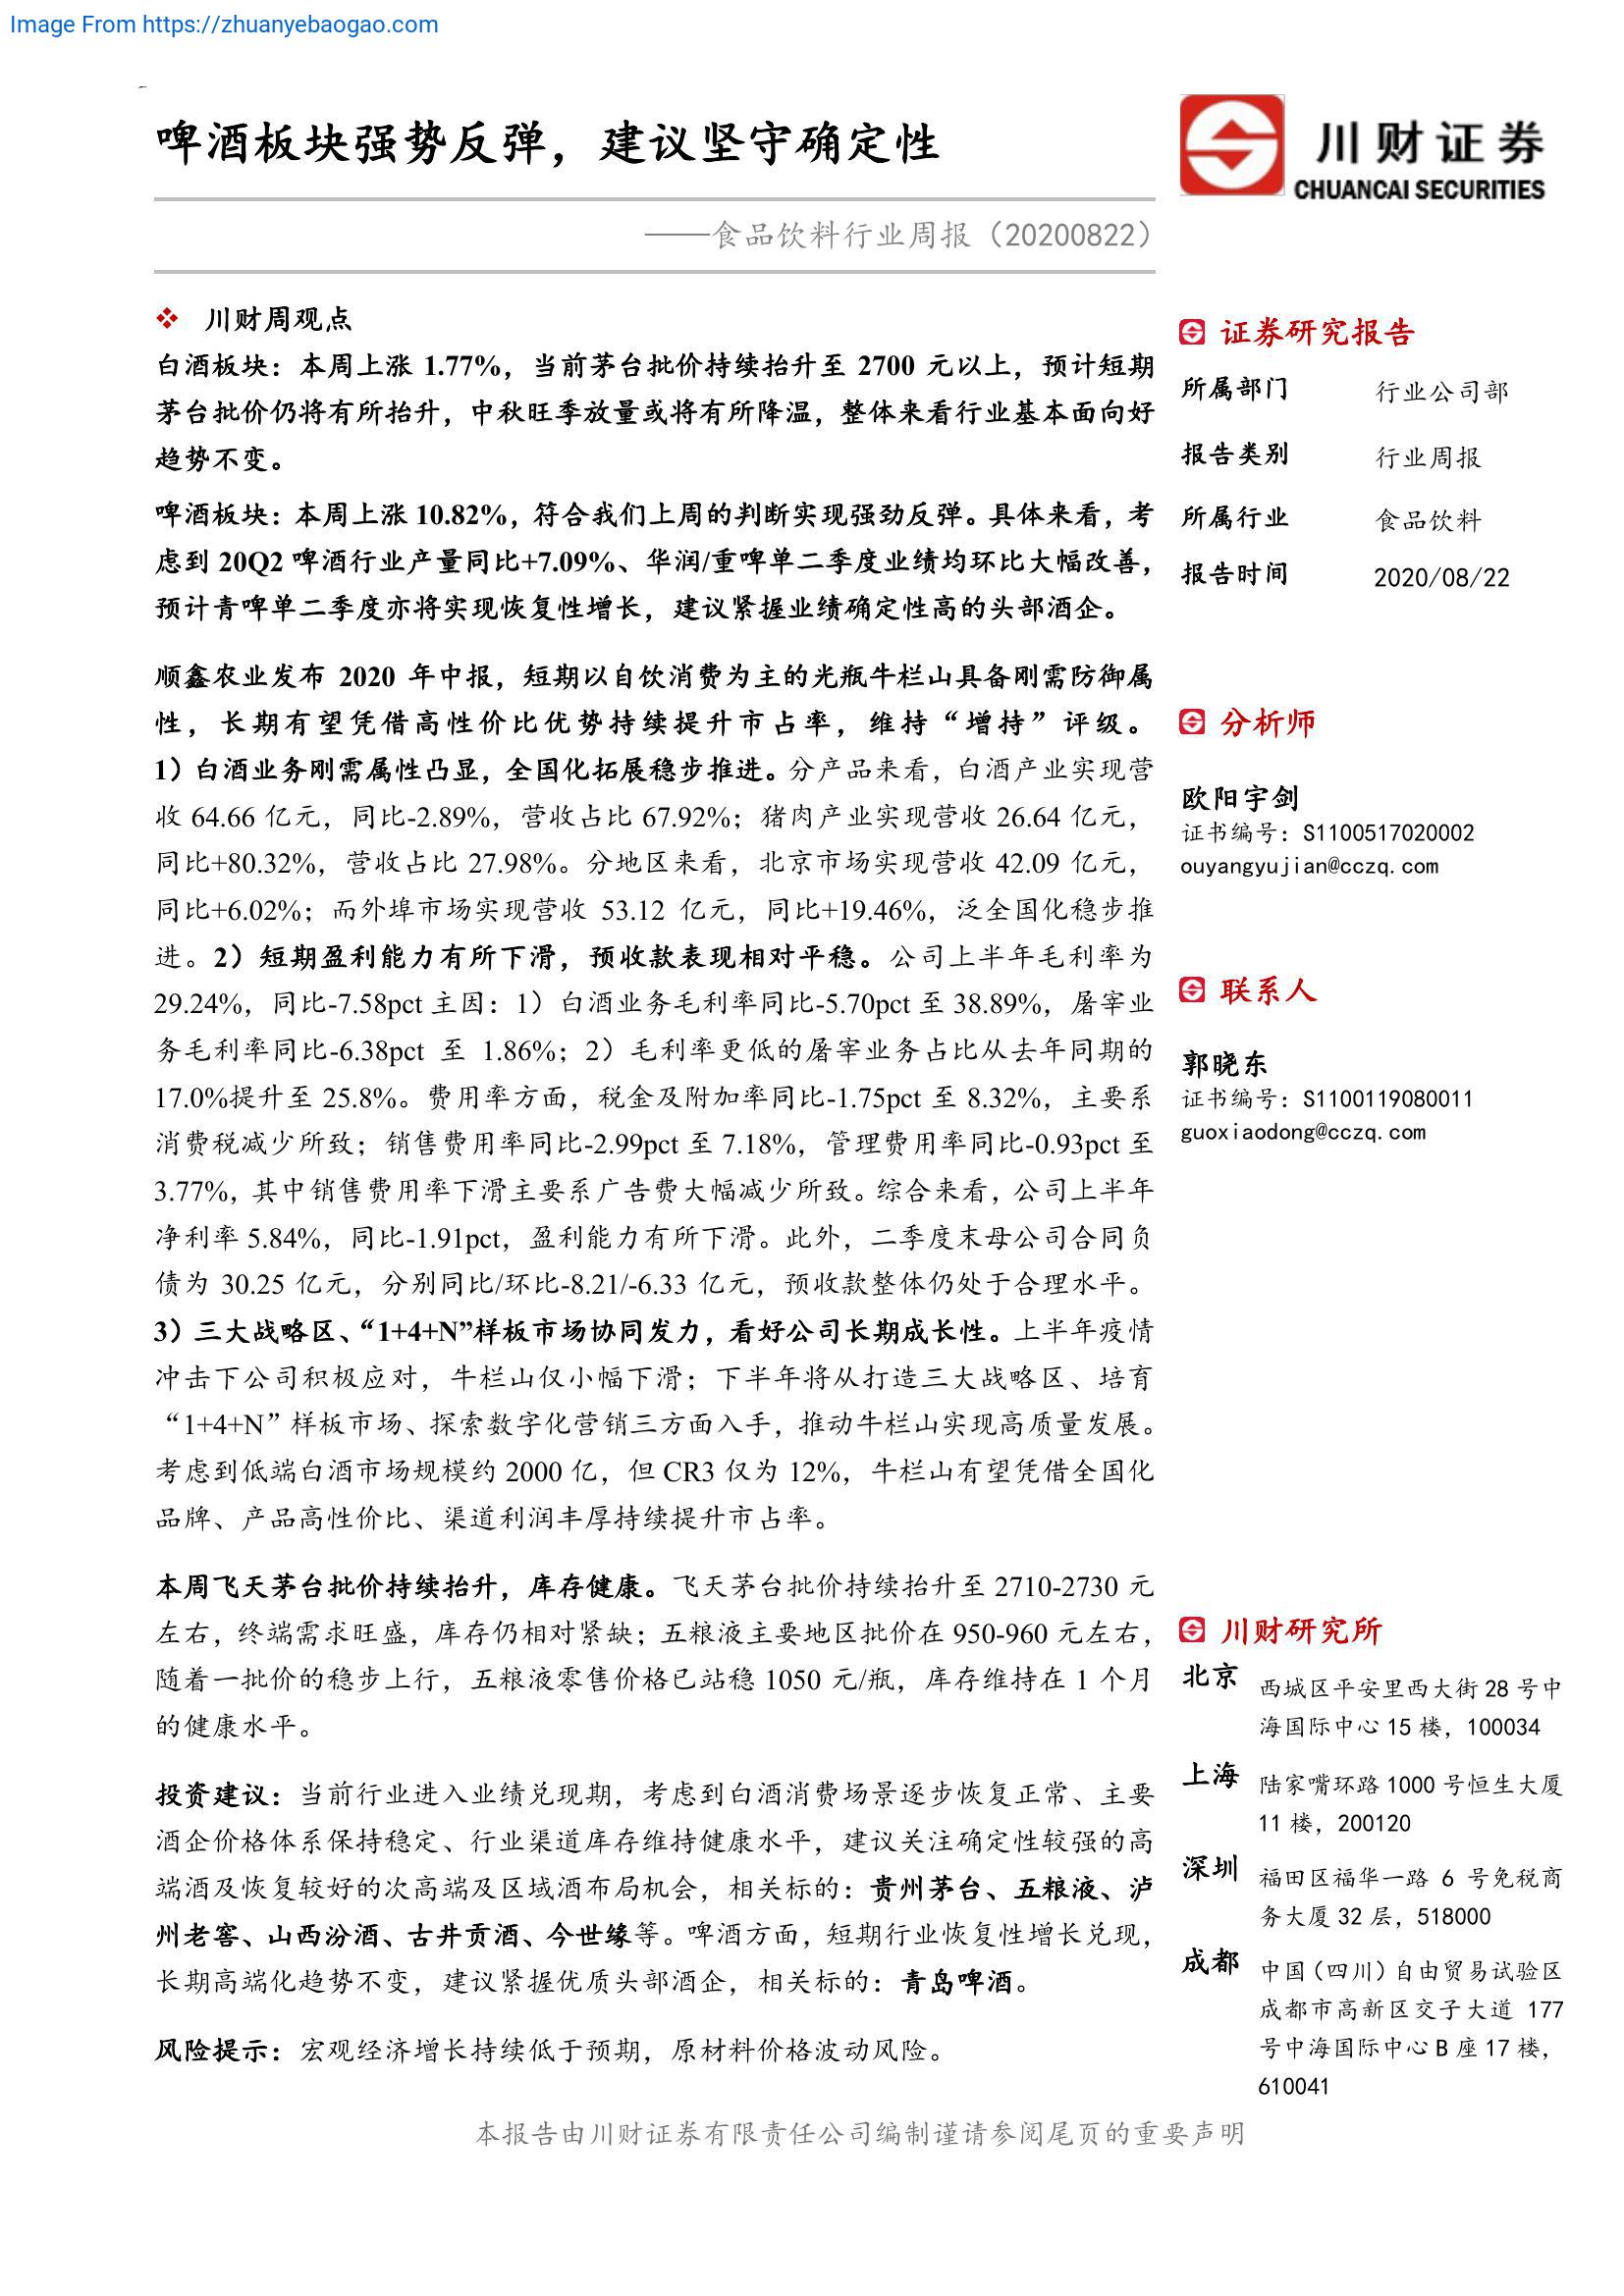 Image From https://zhuanyebaogao.com
啤酒板块强势反弹，建议坚守确定性
川财证券
CHUANCAI SECURITIES
——食品饮料行业周报（20200822）
川财周观点
白酒板块：本周上涨 1.77%，当前茅台批价持续抬升至 2700 元以上，预计短期
茅台批价仍将有所抬升，中秋旺季放量或将有所降温，整体来看行业基本面向好
趋势不变。
啤酒板块：本周上涨 10.82%，符合我们上周的判断实现强劲反弹。具体来看，考
虑到 20Q2 啤酒行业产量同比+7.09%、华润/重啤单二季度业绩均环比大幅改善，
预计青啤单二季度亦将实现恢复性增长，建议紧握业绩确定性高的头部酒企。
顺鑫农业发布 2020 年中报，短期以自饮消费为主的光瓶牛栏山具备刚需防御属
性，长期有望凭借高性价比优势持续提升市占率，维持“增持”评级。
1）白酒业务刚需属性凸显，全国化拓展稳步推进。分产品来看，白酒产业实现营
收 64.66 亿元，同比-2.89%，营收占比 67.92%；猪肉产业实现营收 26.64 亿元，
同比+80.32%，营收占比 27.98%。分地区来看，北京市场实现营收 42.09 亿元，
同比+6.02%；而外埠市场实现营收 53.12 亿元，同比+19.46%，泛全国化稳步推
进。2）短期盈利能力有所下滑，预收款表现相对平稳。公司上半年毛利率为
29.24%，同比-7.58pct 主因：1）白酒业务毛利率同比-5.70pct 至 38.89%，屠宰业
务毛利率同比-6.38pct 至 1.86%；2）毛利率更低的屠宰业务占比从去年同期的
17.0%提升至 25.8%。费用率方面，税金及附加率同比-1.75pct 至 8.32%，主要系
消费税减少所致；销售费用率同比-2.99pct 至 7.18%，管理费用率同比-0.93pct 至
3.77%，其中销售费用率下滑主要系广告费大幅减少所致。综合来看，公司上半年
净利率 5.84%，同比-1.91pct，盈利能力有所下滑。此外，二季度末母公司合同负
债为 30.25 亿元，分别同比/环比-8.21/-6.33 亿元，预收款整体仍处于合理水平。
3）三大战略区、“1+4+N”样板市场协同发力，看好公司长期成长性。上半年疫情
冲击下公司积极应对，牛栏山仅小幅下滑；下半年将从打造三大战略区、培育
“1+4+N”样板市场、探索数字化营销三方面入手，推动牛栏山实现高质量发展。
考虑到低端白酒市场规模约 2000 亿，但 CR3 仅为 12%，牛栏山有望凭借全国化
品牌、产品高性价比、渠道利润丰厚持续提升市占率。
本周飞天茅台批价持续抬升，库存健康。飞天茅台批价持续抬升至 2710-2730 元
左右，终端需求旺盛，库存仍相对紧缺；五粮液主要地区批价在 950-960 元左右，
随着一批价的稳步上行，五粮液零售价格已站稳 1050 元/瓶，库存维持在 1 个月
的健康水平。
投资建议：当前行业进入业绩兑现期，考虑到白酒消费场景逐步恢复正常、主要
酒企价格体系保持稳定、行业渠道库存维持健康水平，建议关注确定性较强的高
端酒及恢复较好的次高端及区域酒布局机会，相关标的：贵州茅台、五粮液、泸
州老窖、山西汾酒、古井贡酒、今世缘等。啤酒方面，短期行业恢复性增长兑现，
长期高端化趋势不变，建议紧握优质头部酒企，相关标的：青岛啤酒。
风险提示：宏观经济增长持续低于预期，原材料价格波动风险。
证券研究报告
所属部门 行业公司部
报告类别 行业周报
所属行业 食品饮料
报告时间 2020/08/22
分析师
欧阳宇剑
证书编号：S1100517020002
ouyangyujian@cczq.com
联系人
郭晓东
证书编号：S1100119080011
guoxiaodong@cczq.com
川财研究所
北京 西城区平安里西大街 28 号中
海国际中心 15 楼，100034
上海 陆家嘴环路 1000 号恒生大厦
11 楼，200120
深圳 福田区福华一路 6 号免税商
务大厦 32 层，518000
成都 中国（四川）自由贸易试验区
成都市高新区交子大道 177
号中海国际中心 B 座 17 楼，
610041
本报告由川财证券有限责任公司编制谨请参阅尾页的重要声明